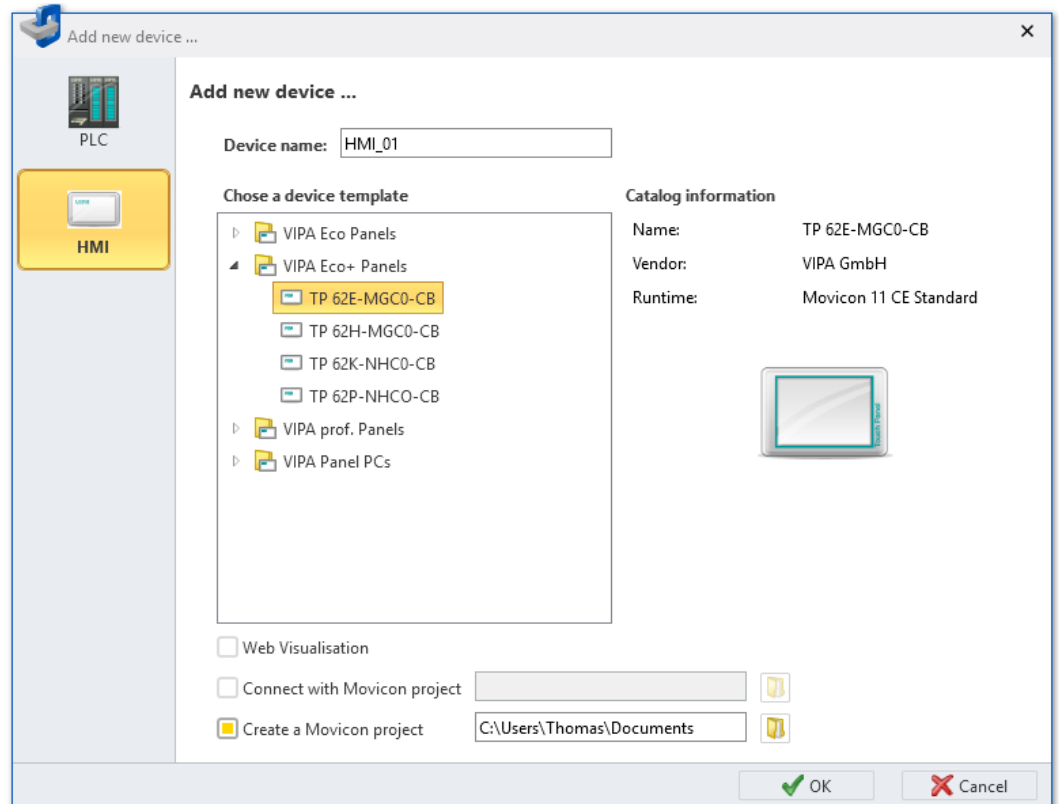 Add new device ...
PLC
HMI
Add new device ...
Device name: HMI_01
Chose a device template
VIPA Eco Panels
VIPA Eco+ Panels
TP 62E-MGC0-CB
TP 62H-MGC0-CB
TP 62K-NHC0-CB
TP 62P-NHCO-CB
VIPA prof. Panels
VIPA Panel PCs
Catalog information
Name: TP 62E-MGC0-CB
Vendor: VIPA GmbH
Runtime: Movicon 11 CE Standard
Touch Panel
Web Visualisation
Connect with Movicon project
Create a Movicon project C:\Users\Thomas\Documents
OK Cancel